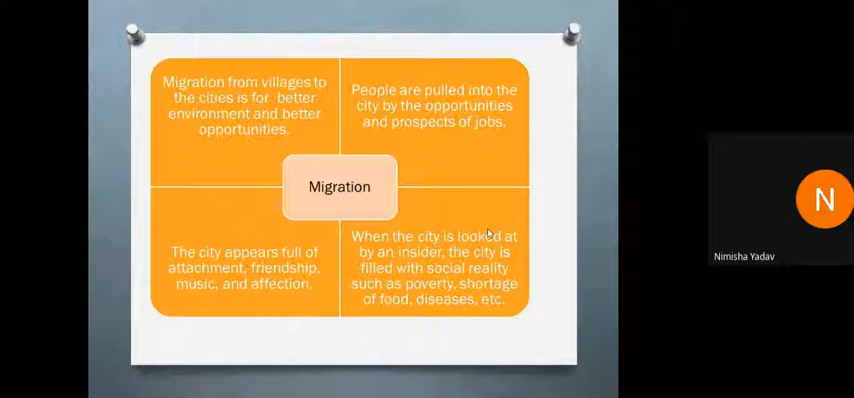 Migration from villages to
the cities is for better
environment and better
opportunities.
People are pulled into the
city by the opportunities
and prospects of jobs.
Migration
The city appears full of
attachment, friendship,
music, and affection.
When the city is looked at
by an insider, the city is
filled with social reality
such as poverty, shortage
of food, diseases, etc.
N
Nimisha Yadav